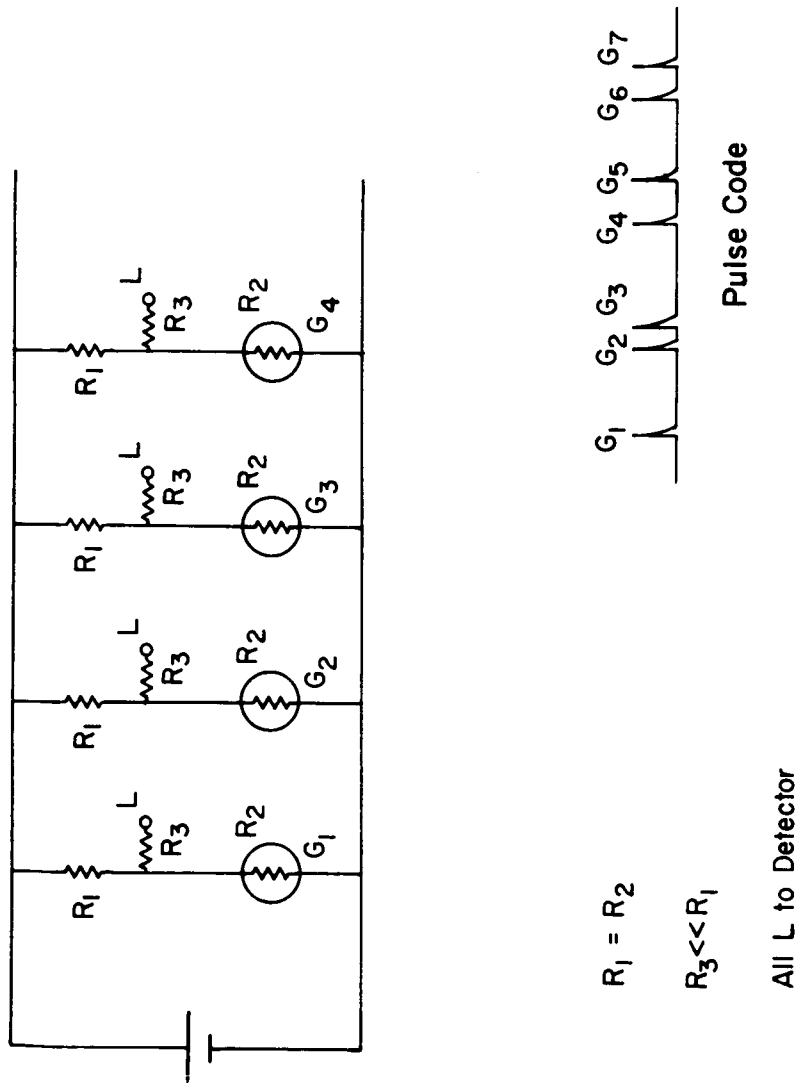 R₁ R₁ R₁ R₁
L L L L
R₃ R₃ R₃ R₃
R₂ R₂ R₂ R₂
G₁ G₂ G₃ G₄
R₁ = R₂
R₃<<R₁
All L to Detector
G₁ G₂ G₃ G₄ G₅ G₆ G₇
Pulse Code